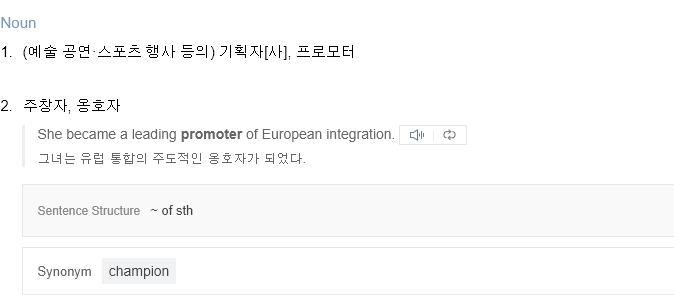 Noun
1. (예술 공연·스포츠 행사 등의) 기획자[사], 프로모터
2. 주창자, 옹호자
She became a leading promoter of European integration.
그녀는 유럽 통합의 주도적인 옹호자가 되었다.
Sentence Structure ~ of sth
Synonym champion